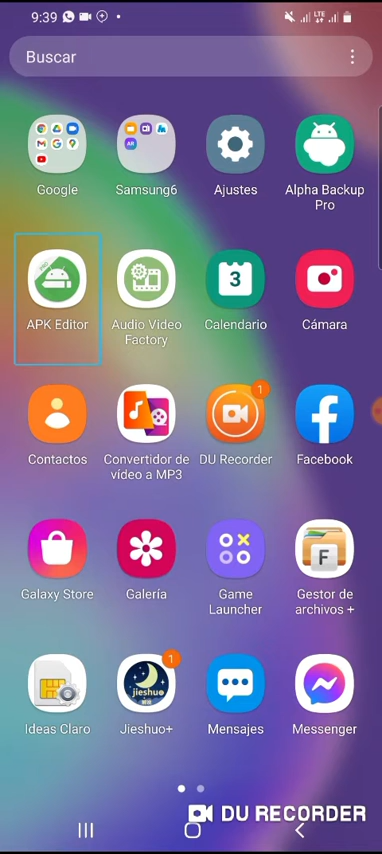 9:39
LTE
Buscar
Google
Samsung6
Ajustes
Alpha Backup
Pro
APK Editor
Audio Video
Factory
3
Calendario
Cámara
Contactos
Convertidor de
vídeo a MP3
1
DU Recorder
Facebook
Galaxy Store
Galería
Game
Launcher
F
Gestor de
archivos +
Ideas Claro
1
jieshuo
Jieshuo+
Mensajes
Messenger
DU RECORDER